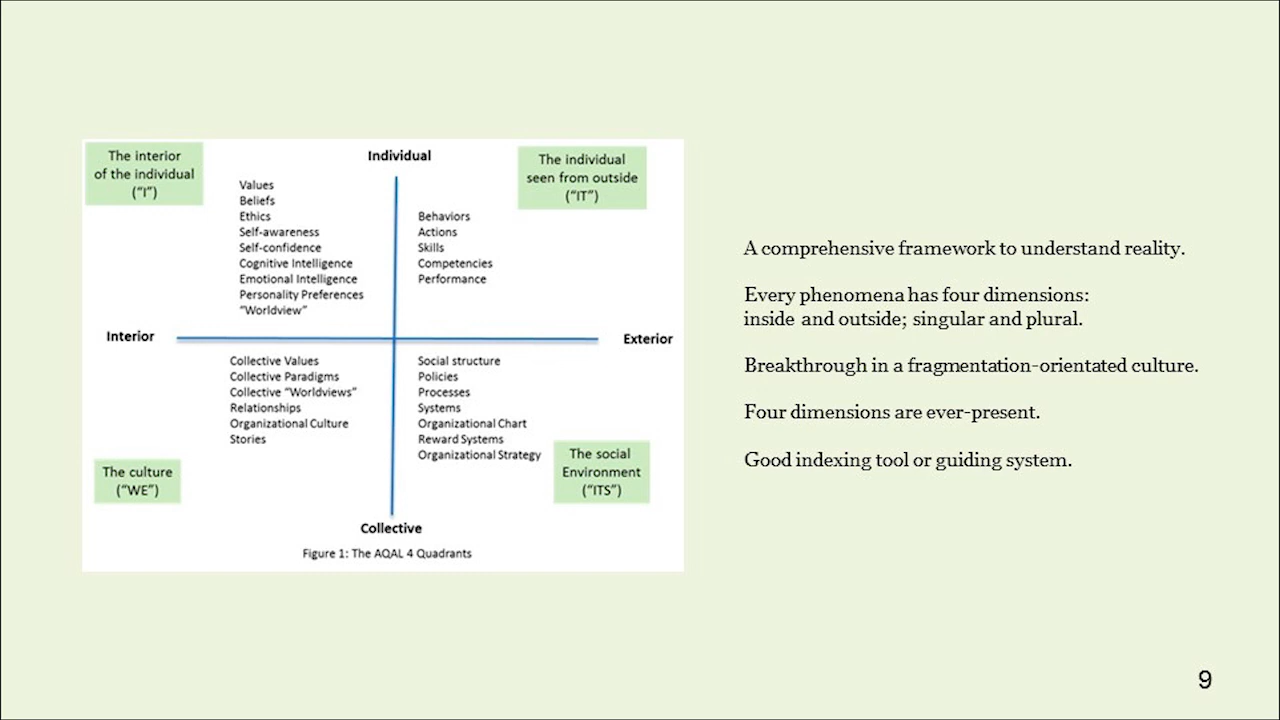 The interior
of the individual
("I")
Individual
The individual
seen from outside
("IT")
Values
Beliefs
Ethics
Self-awareness
Self-confidence
Cognitive Intelligence
Emotional Intelligence
Personality Preferences
"Worldview"
Behaviors
Actions
Skills
Competencies
Performance
Interior
Exterior
Collective Values
Collective Paradigms
Collective "Worldviews"
Relationships
Organizational Culture
Stories
Social structure
Policies
Processes
Systems
Organizational Chart
Reward Systems
Organizational Strategy
The culture
("WE")
The social
Environment
("ITS")
Collective
Figure 1: The AQAL 4 Quadrants
A comprehensive framework to understand reality.
Every phenomena has four dimensions:
inside and outside; singular and plural.
Breakthrough in a fragmentation-orientated culture.
Four dimensions are ever-present.
Good indexing tool or guiding system.
9